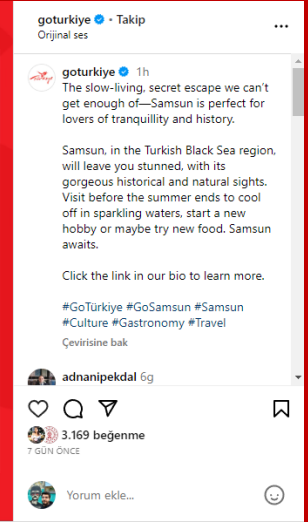 goturkiye • Takip
Orijinal ses
goturkiye 1h
The slow-living, secret escape we can't
get enough of—Samsun is perfect for
lovers of tranquillity and history.
Samsun, in the Turkish Black Sea region,
will leave you stunned, with its
gorgeous historical and natural sights.
Visit before the summer ends to cool
off in sparkling waters, start a new
hobby or maybe try new food. Samsun
awaits.
Click the link in our bio to learn more.
#GoTürkiye #GoSamsun #Samsun
#Culture #Gastronomy #Travel
Çevirisine bak
adnanipekdal 6g
3.169 beğenme
7 GÜN ÖNCE
Yorum ekle...